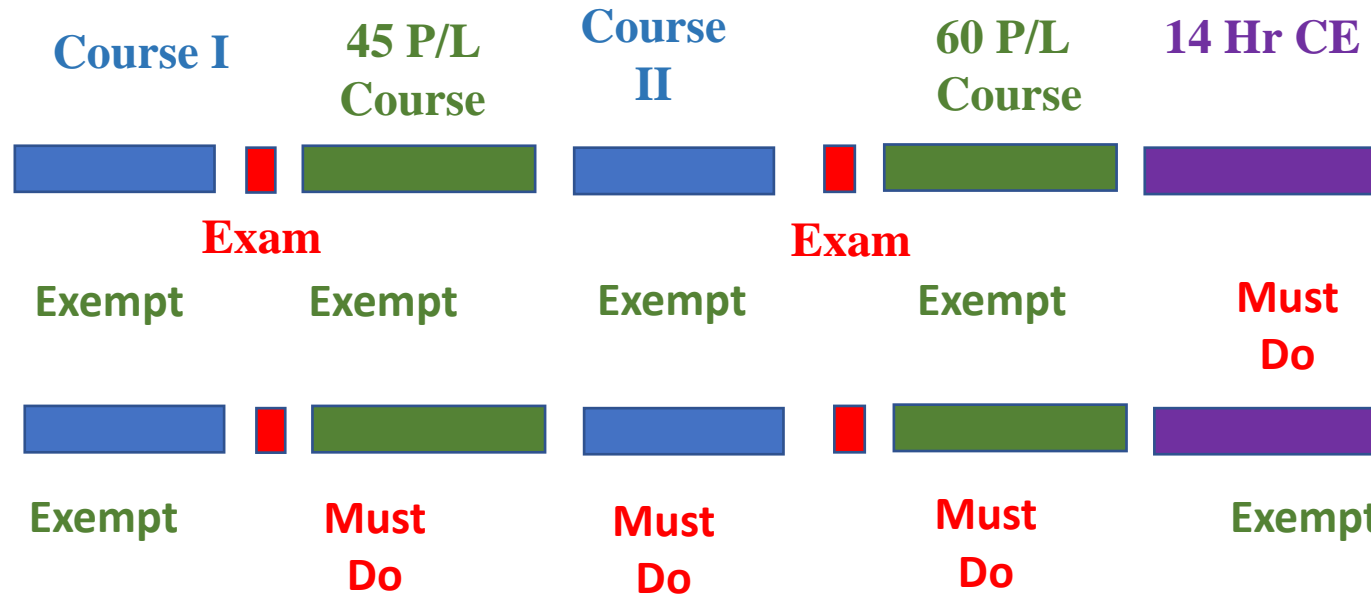 Course I
45 P/L
Course
Course
II
60 P/L
Course
14 Hr CE
Exam
Exam
Exempt
Exempt
Exempt
Exempt
Must
Do
Exempt
Must
Do
Must
Do
Must
Do
Exempt